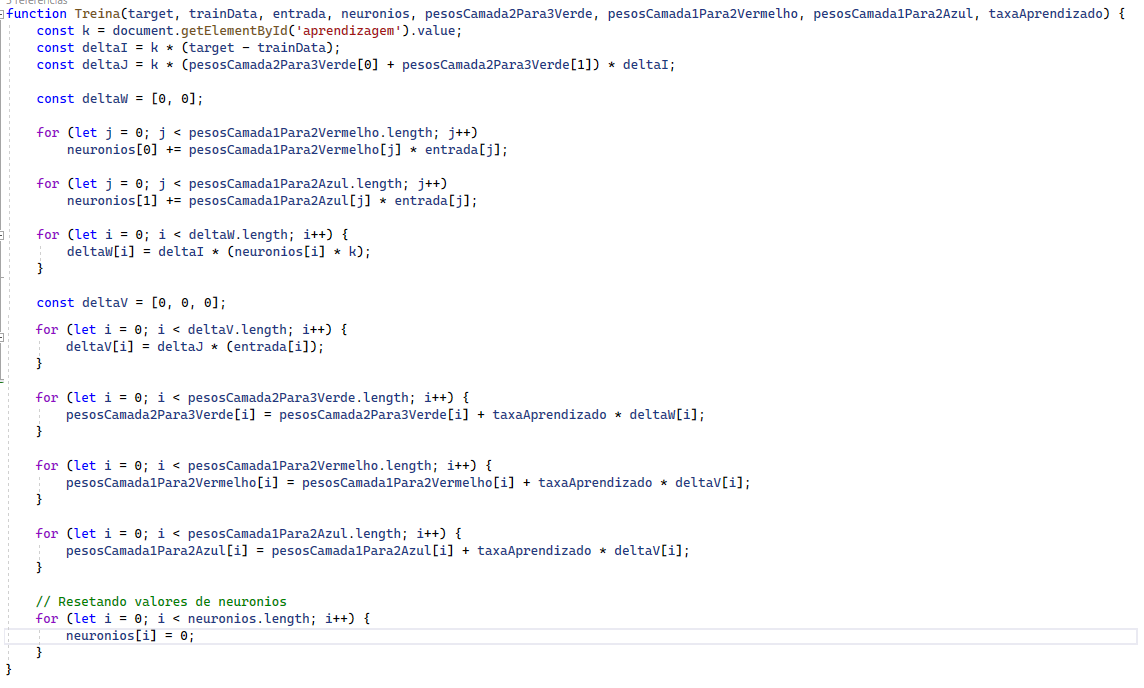 5 referências
function Treina(target, trainData, entrada, neuronios, pesosCamada2Para3Verde, pesosCamada1Para2Vermelho, pesosCamada1Para2Azul, taxaAprendizado) {
    const k = document.getElementById('aprendizagem').value;
    const deltaI = k * (target - trainData);
    const deltaJ = k * (pesosCamada2Para3Verde[0] + pesosCamada2Para3Verde[1]) * deltaI;

    const deltaW = [0, 0];

    for (let j = 0; j < pesosCamada1Para2Vermelho.length; j++)
        neuronios[0] += pesosCamada1Para2Vermelho[j] * entrada[j];

    for (let j = 0; j < pesosCamada1Para2Azul.length; j++)
        neuronios[1] += pesosCamada1Para2Azul[j] * entrada[j];

    for (let i = 0; i < deltaW.length; i++) {
        deltaW[i] = deltaI * (neuronios[i] * k);
    }

    const deltaV = [0, 0, 0];
    for (let i = 0; i < deltaV.length; i++) {
        deltaV[i] = deltaJ * (entrada[i]);
    }

    for (let i = 0; i < pesosCamada2Para3Verde.length; i++) {
        pesosCamada2Para3Verde[i] = pesosCamada2Para3Verde[i] + taxaAprendizado * deltaW[i];
    }

    for (let i = 0; i < pesosCamada1Para2Vermelho.length; i++) {
        pesosCamada1Para2Vermelho[i] = pesosCamada1Para2Vermelho[i] + taxaAprendizado * deltaV[i];
    }

    for (let i = 0; i < pesosCamada1Para2Azul.length; i++) {
        pesosCamada1Para2Azul[i] = pesosCamada1Para2Azul[i] + taxaAprendizado * deltaV[i];
    }

    // Resetando valores de neuronios
    for (let i = 0; i < neuronios.length; i++) {
        neuronios[i] = 0;
    }
}